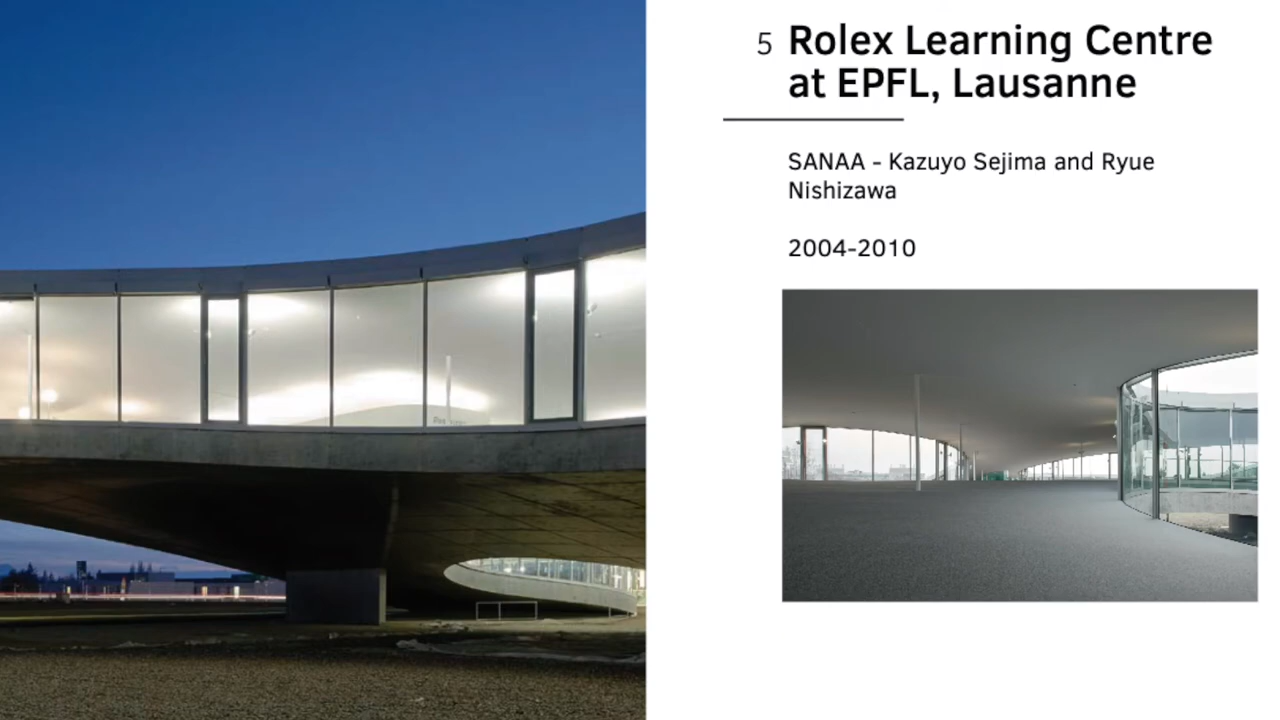 5 Rolex Learning Centre
at EPFL, Lausanne
SANAA - Kazuyo Sejima and Ryue
Nishizawa
2004-2010